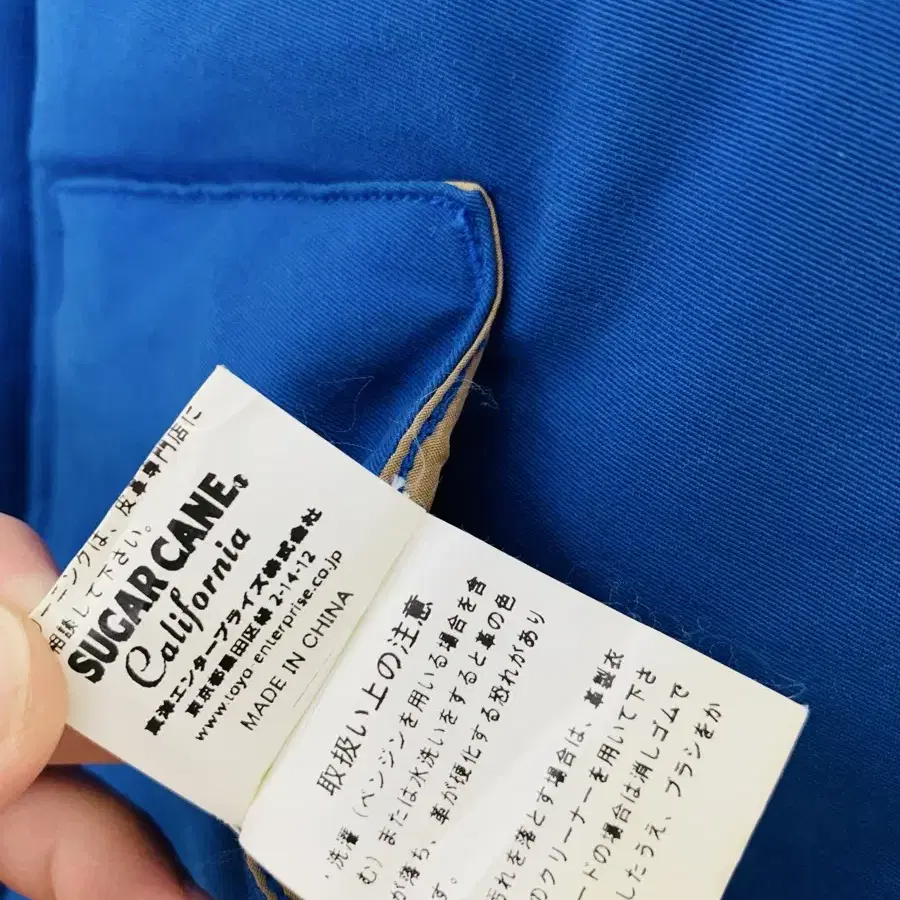 ーニングは、皮革専門店に
相談して下さい。
SUGAR CANE®
California
東洋エンタープライズ株式会社
東京都墨田区緑 2-14-12
www.toyo-enterprise.co.jp
MADE IN CHINA
取扱い上の注意
・洗濯（ベンジンを用いる場合を含
む）または水洗いをすると革の色
が落ち、革が硬化する恐れがあり
す。
汚れを落とす場合は、革製衣
のクリーナーを用いて下さ
ードの場合は消しゴムで
したうえ、ブラシをか